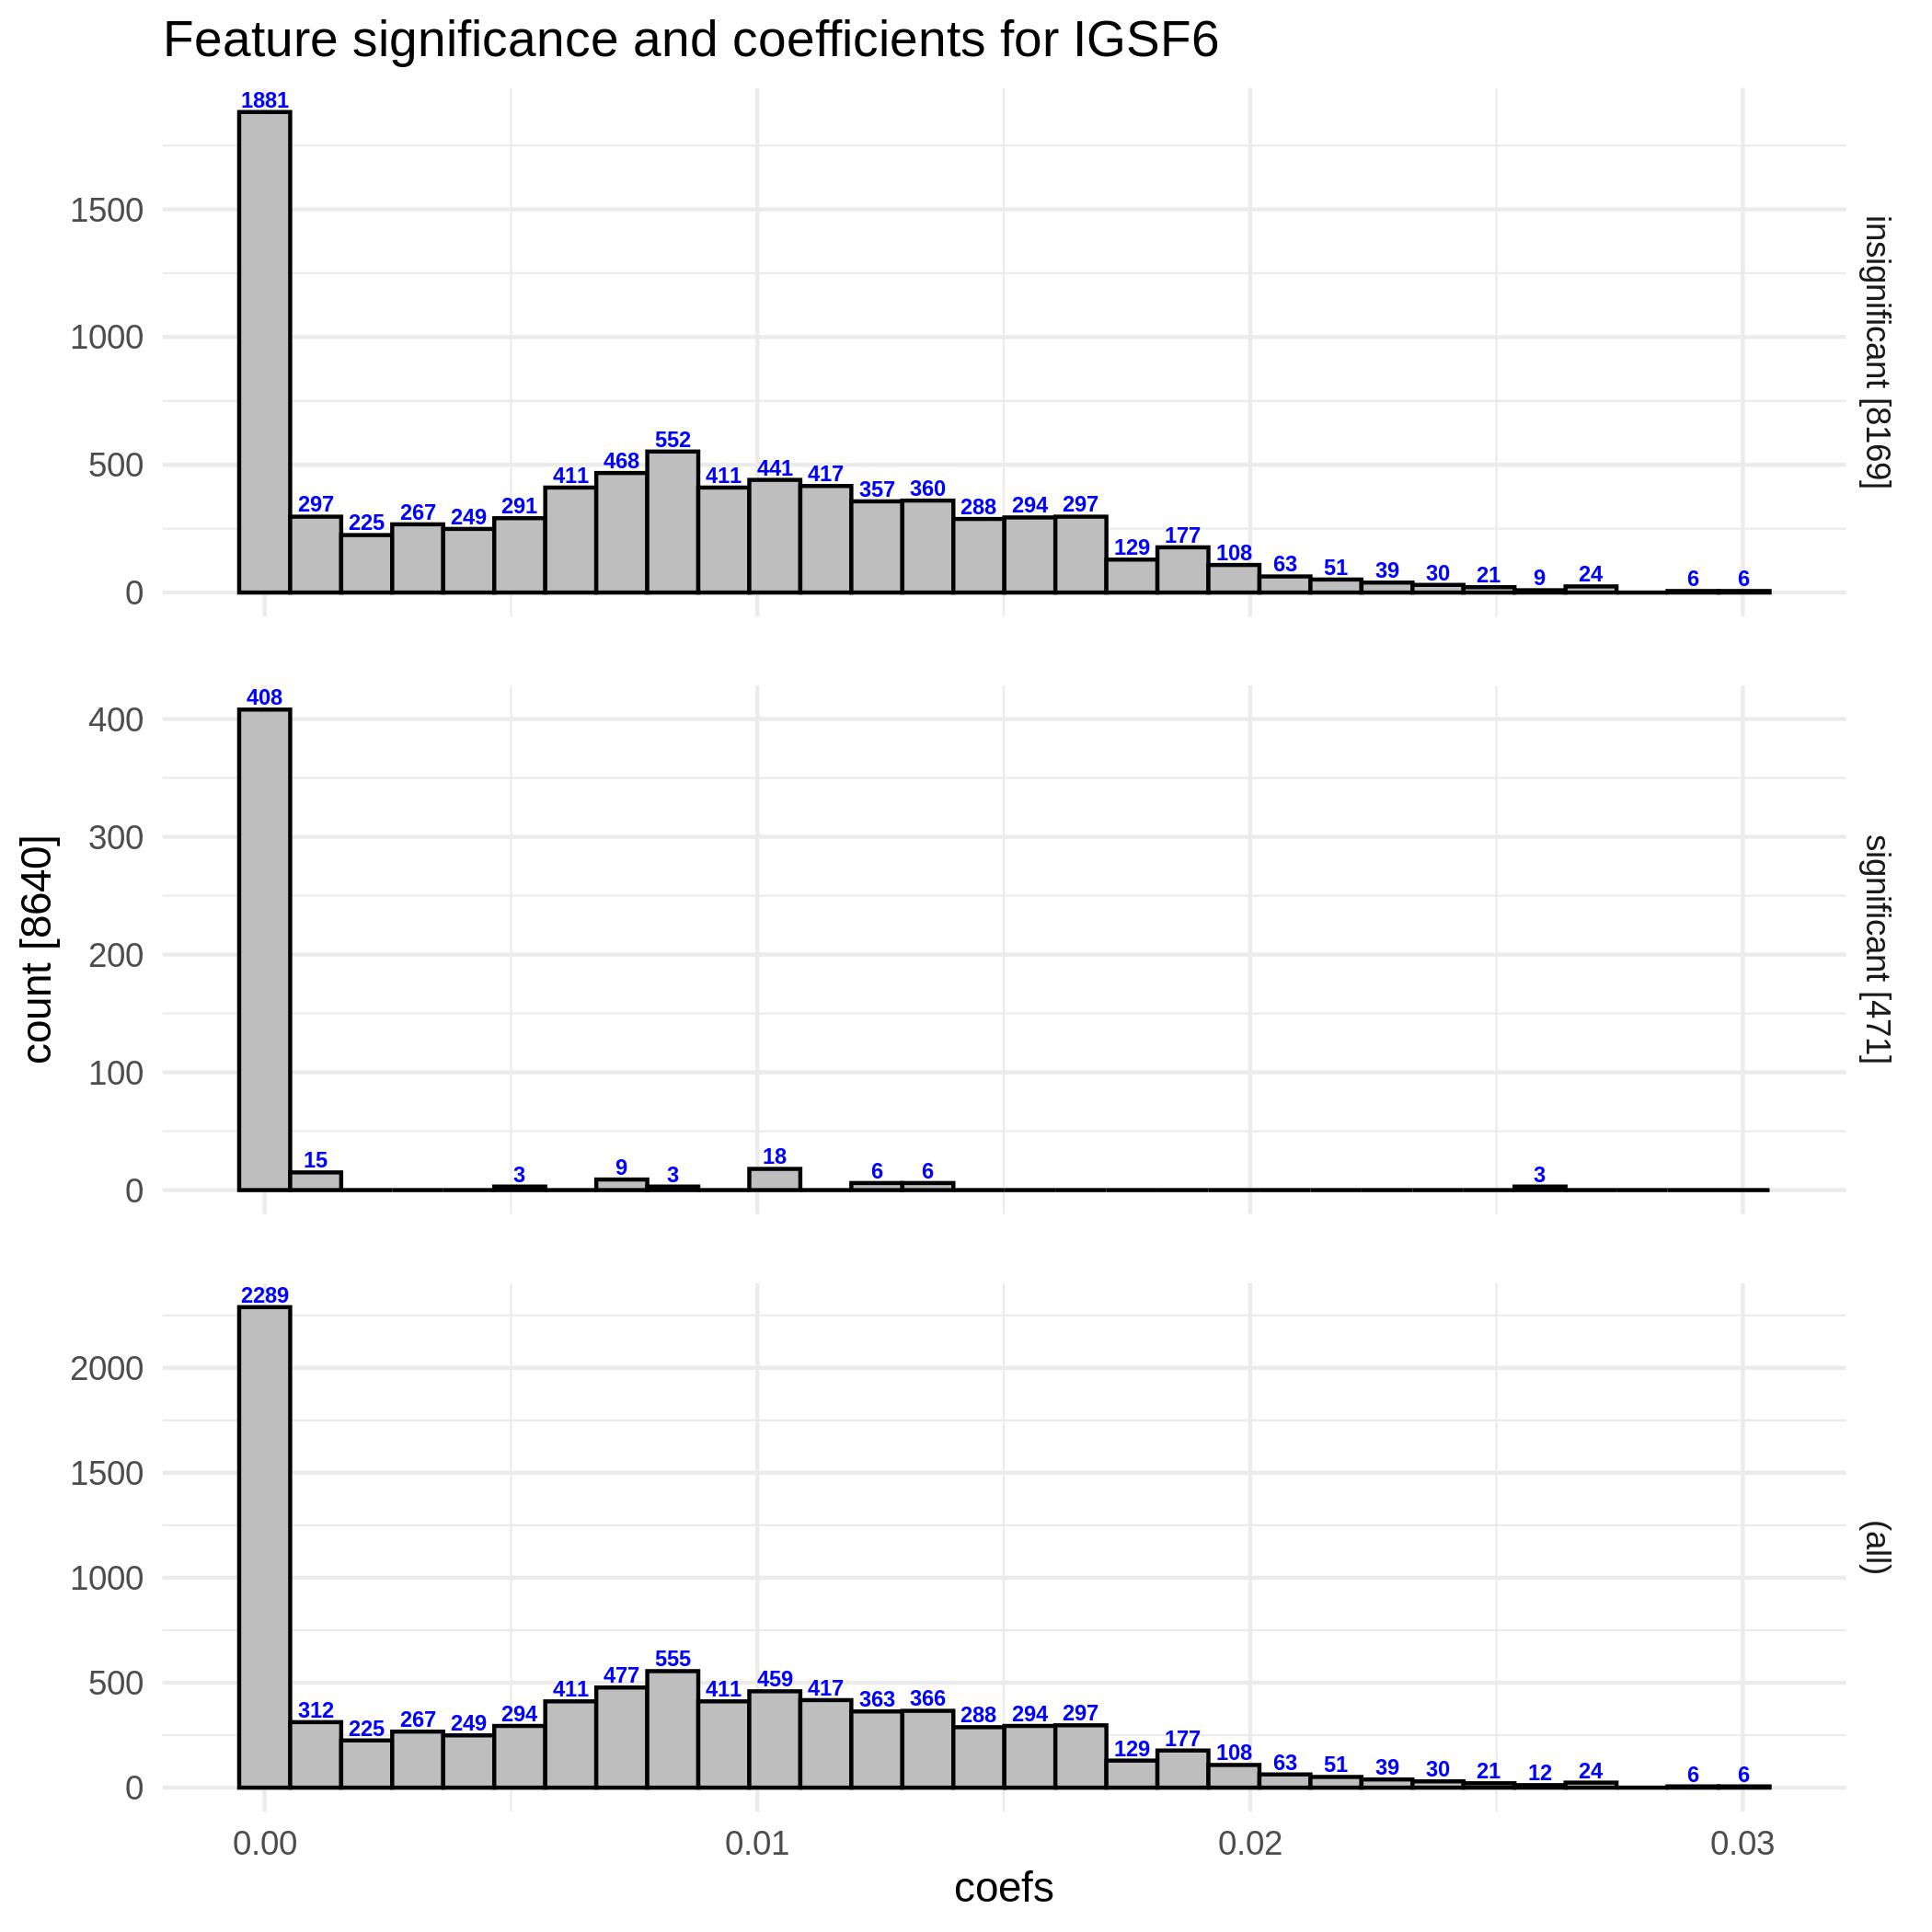 Feature significance and coefficients for IGSF6
count [8640]
1881
297 225 267 249 291 411 468 552 411 441 417 357 360 288 294 297 129 177 108 63 51 39 30 21 9 24 6 6
1500
1000
500
0
insignificant [8169]
408
15 3 9 3 18 6 6 3
400
300
200
100
0
significant [471]
2289
312 225 267 249 294 411 477 555 411 459 417 363 366 288 294 297 129 177 108 63 51 39 30 21 12 24 6 6
2000
1500
1000
500
0
(all)
0.00 0.01 0.02 0.03
coefs